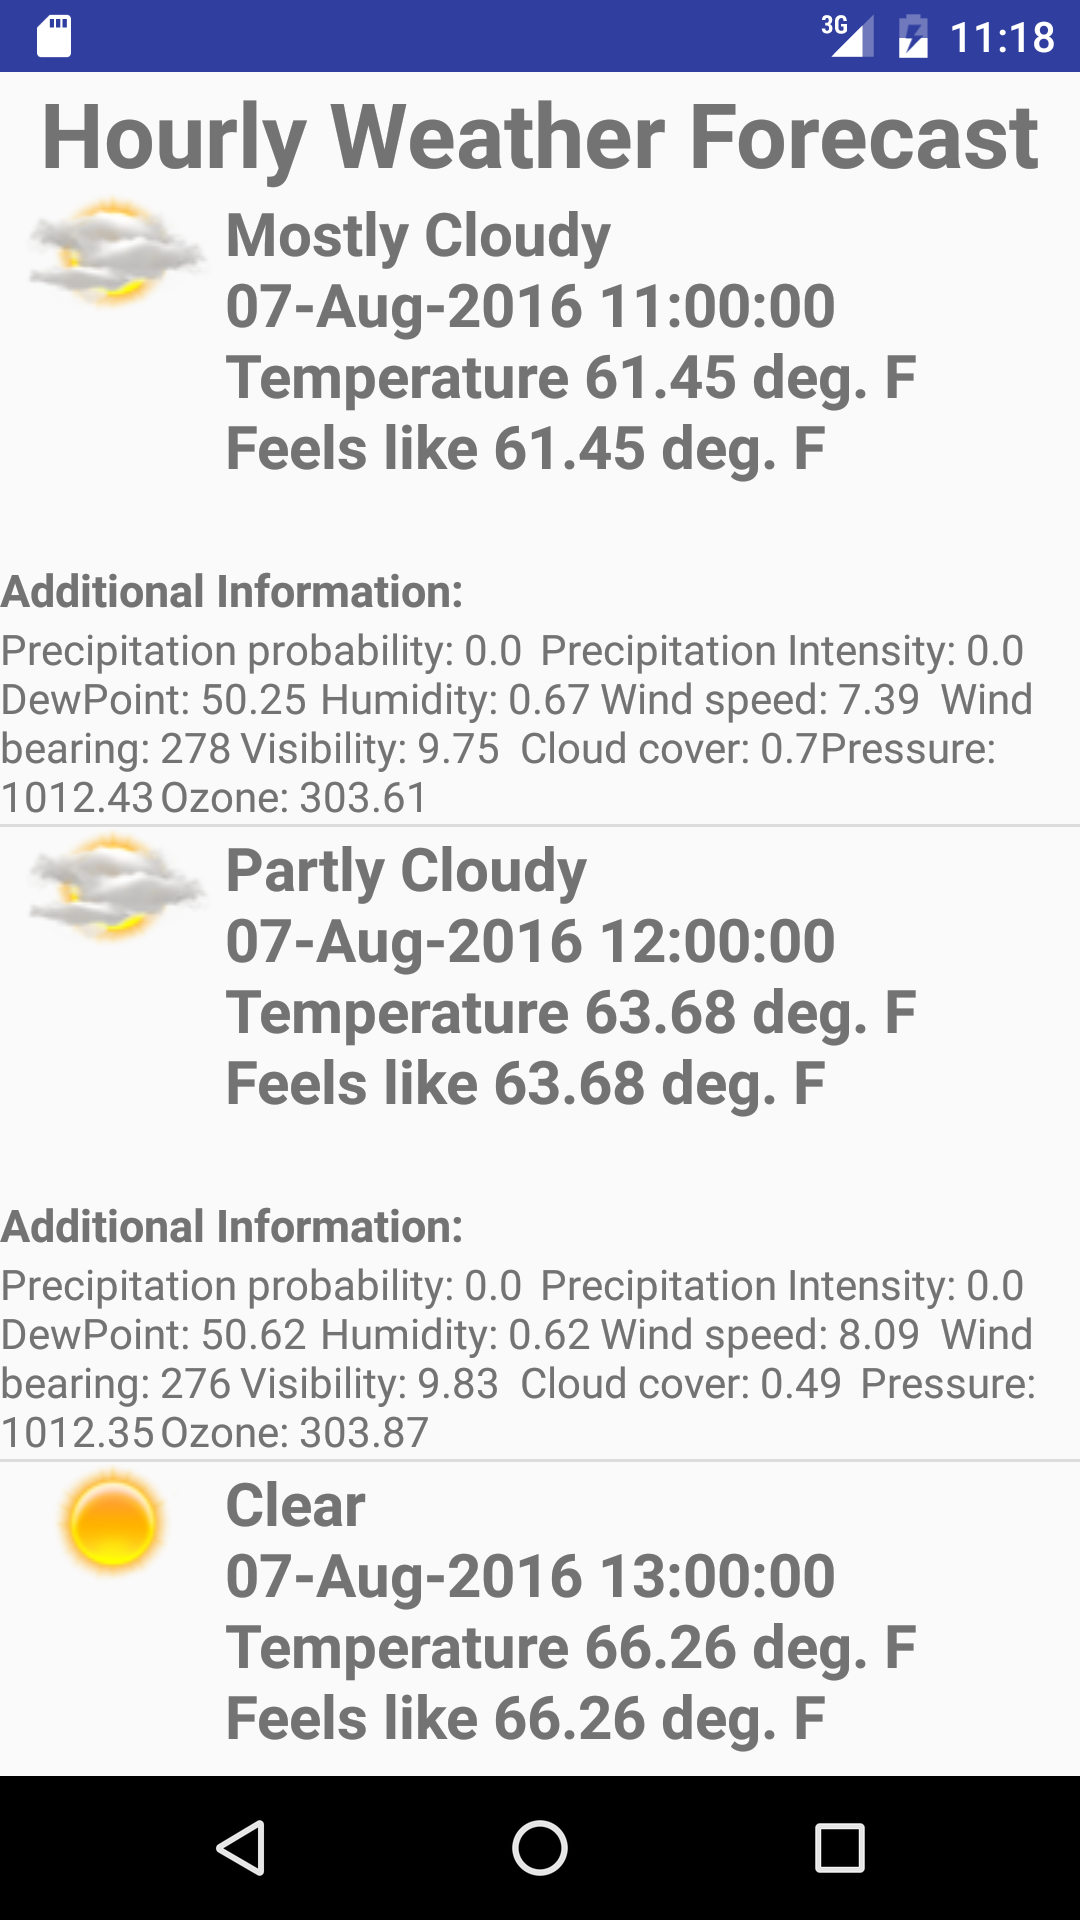 3G 11:18
Hourly Weather Forecast
Mostly Cloudy
07-Aug-2016 11:00:00
Temperature 61.45 deg. F
Feels like 61.45 deg. F
Additional Information:
Precipitation probability: 0.0 Precipitation Intensity: 0.0
DewPoint: 50.25 Humidity: 0.67 Wind speed: 7.39 Wind
bearing: 278 Visibility: 9.75 Cloud cover: 0.7Pressure:
1012.43 Ozone: 303.61
Partly Cloudy
07-Aug-2016 12:00:00
Temperature 63.68 deg. F
Feels like 63.68 deg. F
Additional Information:
Precipitation probability: 0.0 Precipitation Intensity: 0.0
DewPoint: 50.62 Humidity: 0.62 Wind speed: 8.09 Wind
bearing: 276 Visibility: 9.83 Cloud cover: 0.49 Pressure:
1012.35 Ozone: 303.87
Clear
07-Aug-2016 13:00:00
Temperature 66.26 deg. F
Feels like 66.26 deg. F